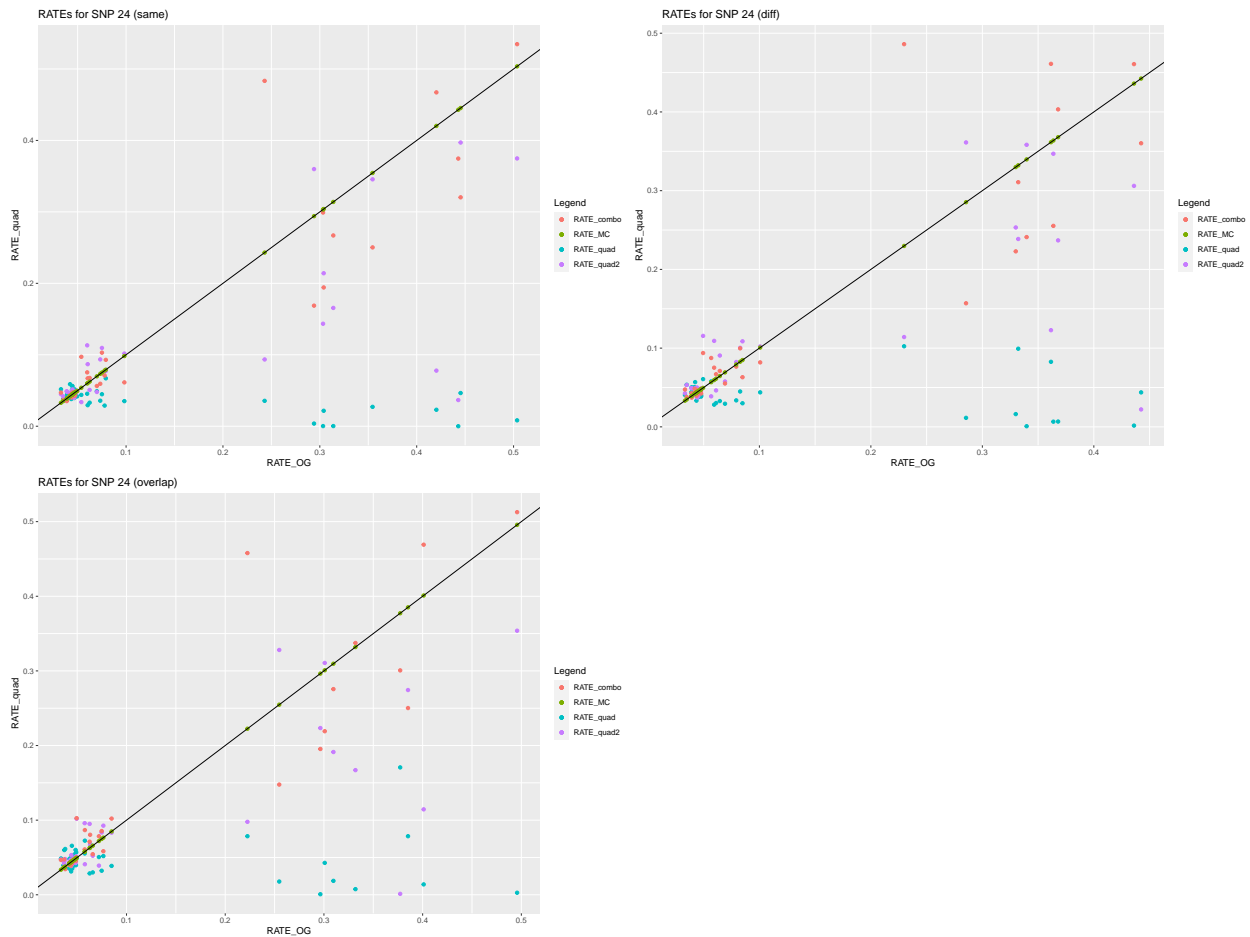 RATEs for SNP 24 (same)
RATE_quad
0.4
0.2
0.0
0.1
0.2
0.3
0.4
0.5
RATE_OG
Legend
RATE_combo
RATE_MC
RATE_quad
RATE_quad2
RATEs for SNP 24 (diff)
RATE_quad
0.5
0.4
0.3
0.2
0.1
0.0
0.1
0.2
0.3
0.4
RATE_OG
Legend
RATE_combo
RATE_MC
RATE_quad
RATE_quad2
RATEs for SNP 24 (overlap)
RATE_quad
0.5
0.4
0.3
0.2
0.1
0.0
0.1
0.2
0.3
0.4
0.5
RATE_OG
Legend
RATE_combo
RATE_MC
RATE_quad
RATE_quad2